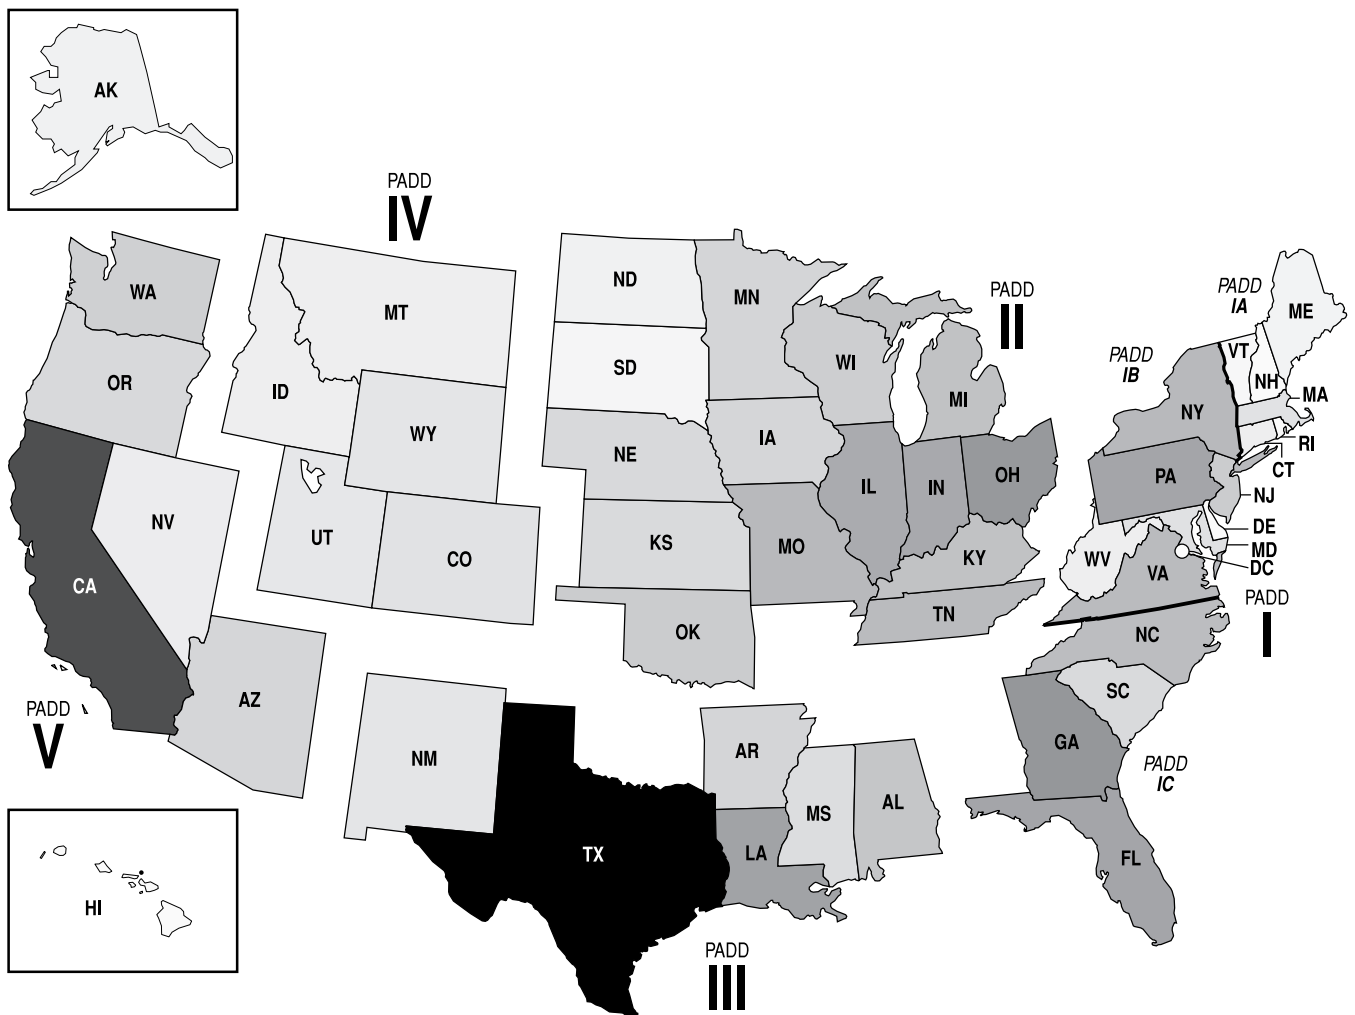 AK
PADD
IV
WA
MT
OR
ID
WY
NV
UT
CO
CA
AZ
NM
PADD
V
HI
ND
SD
NE
KS
OK
MN
IA
MO
WI
IL
MI
IN
OH
KY
TN
PADD
II
TX
AR
LA
MS
AL
PADD
III
PADD
IA
ME
VT
NH
MA
RI
CT
PADD
IB
NY
PA
NJ
DE
MD
DC
WV
VA
PADD
I
NC
SC
GA
FL
PADD
IC